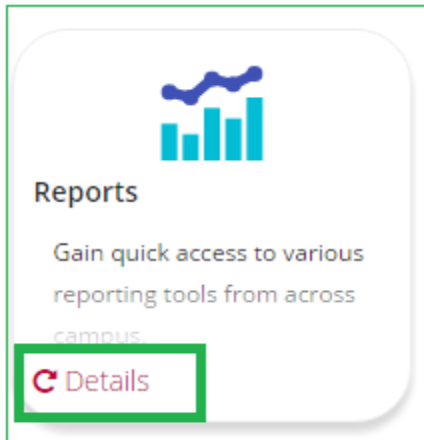 Reports
Gain quick access to various
reporting tools from across
campus.
Details